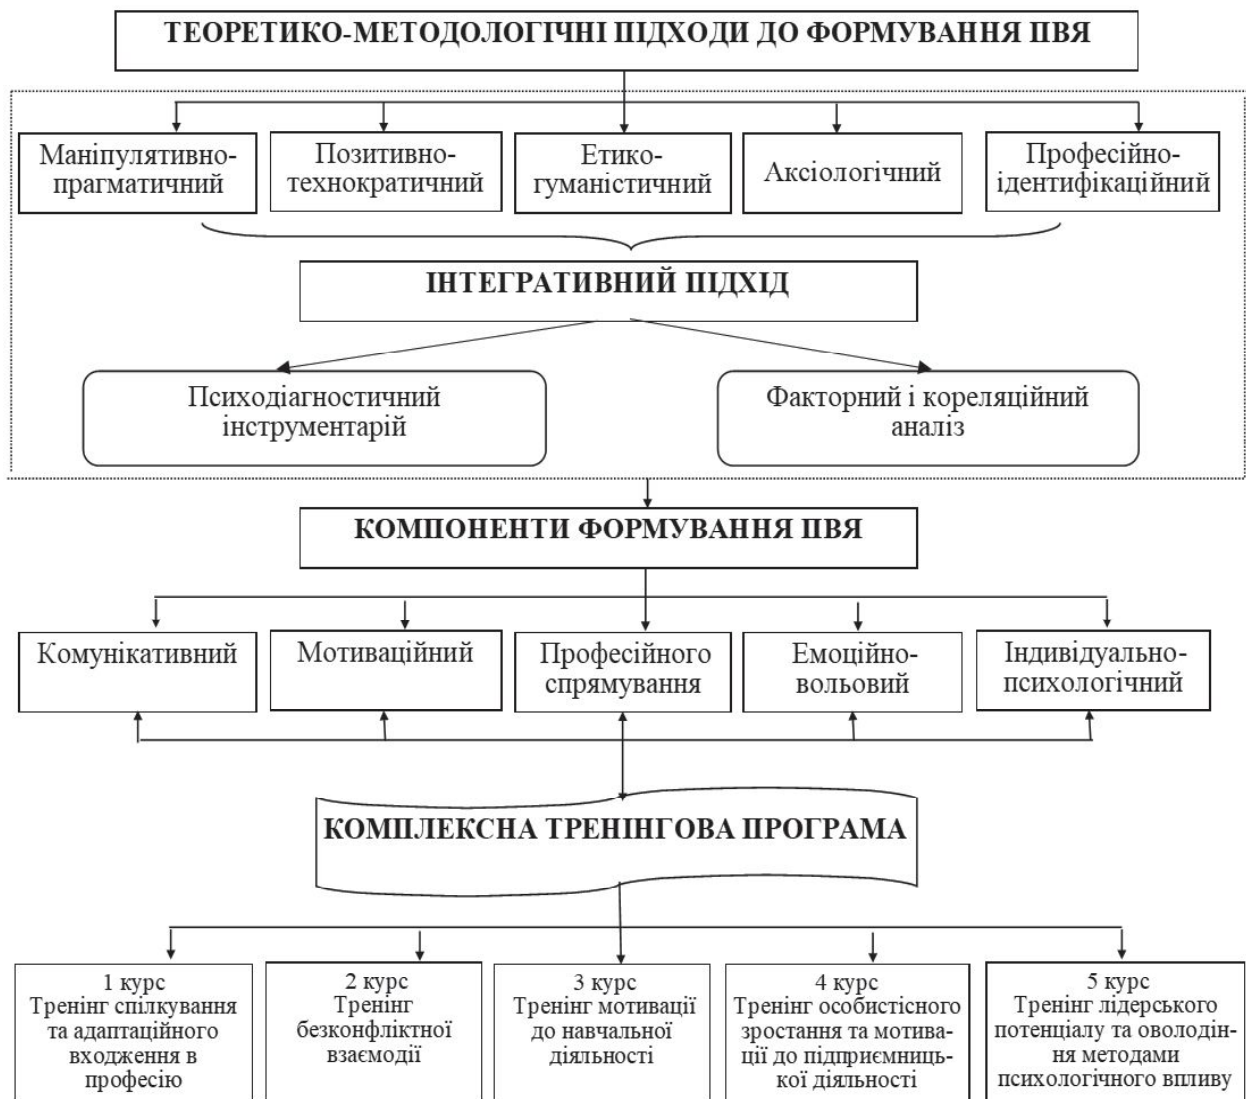 ТЕОРЕТИКО-МЕТОДОЛОГІЧНІ ПІДХОДИ ДО ФОРМУВАННЯ ПВЯ
Маніпулятивно-
прагматичний
Позитивно-
технократичний
Етико-
гуманістичний
Аксіологічний
Професійно-
ідентифікаційний
ІНТЕГРАТИВНИЙ ПІДХІД
Психодіагностичний
інструментарій
Факторний і кореляційний
аналіз
КОМПОНЕНТИ ФОРМУВАННЯ ПВЯ
Комунікативний
Мотиваційний
Професійного
спрямування
Емоційно-
вольовий
Індивідуально-
психологічний
КОМПЛЕКСНА ТРЕНІНГОВА ПРОГРАМА
1 курс
Тренінг спілкування
та адаптаційного
входження в
професію
2 курс
Тренінг
безконфліктної
взаємодії
3 курс
Тренінг мотивації
до навчальної
діяльності
4 курс
Тренінг особистісного
зростання та мотива-
ції до підприємниць-
кої діяльності
5 курс
Тренінг лідерського
потенціалу та оволодін-
ня методами
психологічного впливу